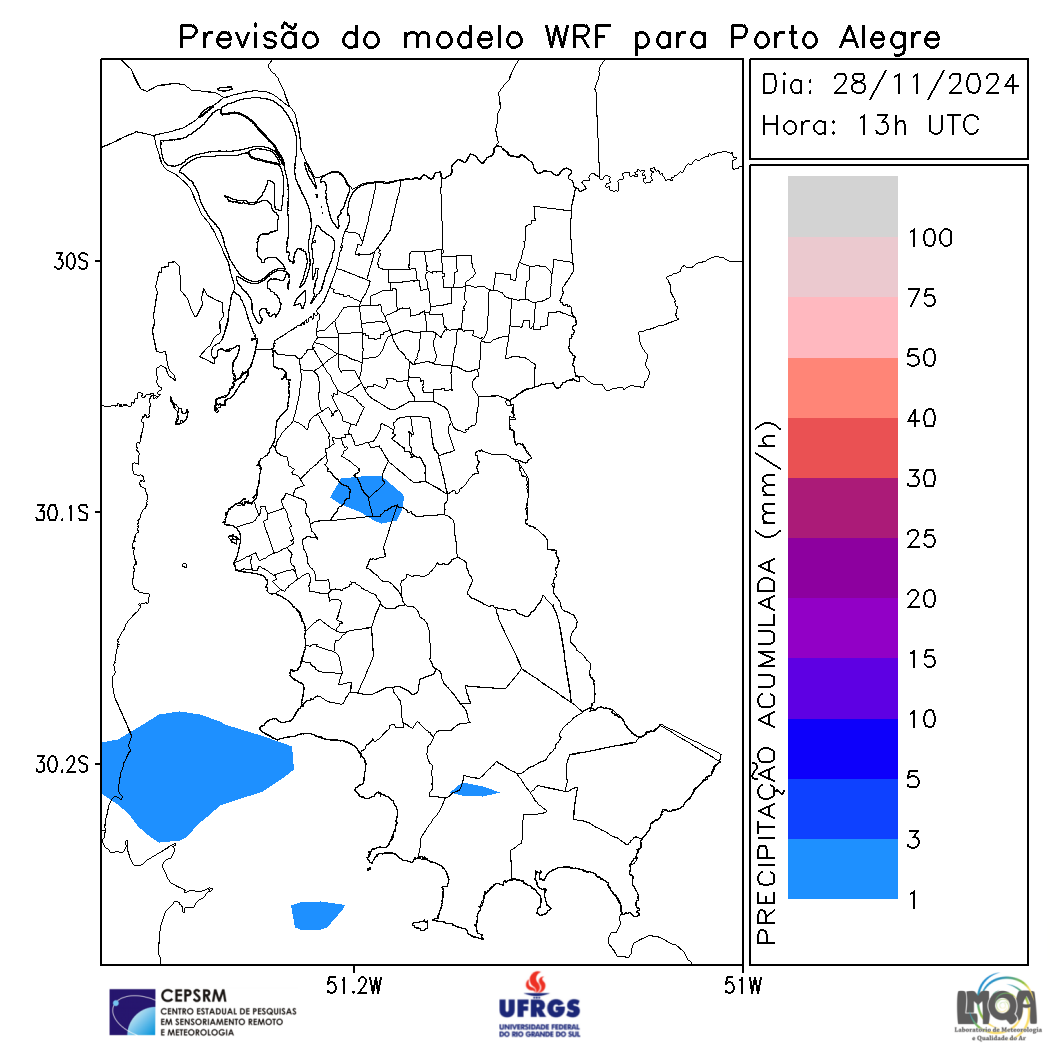 Previsão do modelo WRF para Porto Alegre
Dia: 28/11/2024
Hora: 13h UTC
100
75
50
40
30
25
20
15
10
5
3
1
PRECIPITAÇÃO ACUMULADA (mm/h)
30S
30.1S
30.2S
51.2W
51W
CEPSRM
CENTRO ESTADUAL DE PESQUISAS
EM SENSORIAMENTO REMOTO
E METEOROLOGIA
UFRGS
UNIVERSIDADE FEDERAL
DO RIO GRANDE DO SUL
LMQA
Laboratório de Meteorologia
e Qualidade do Ar